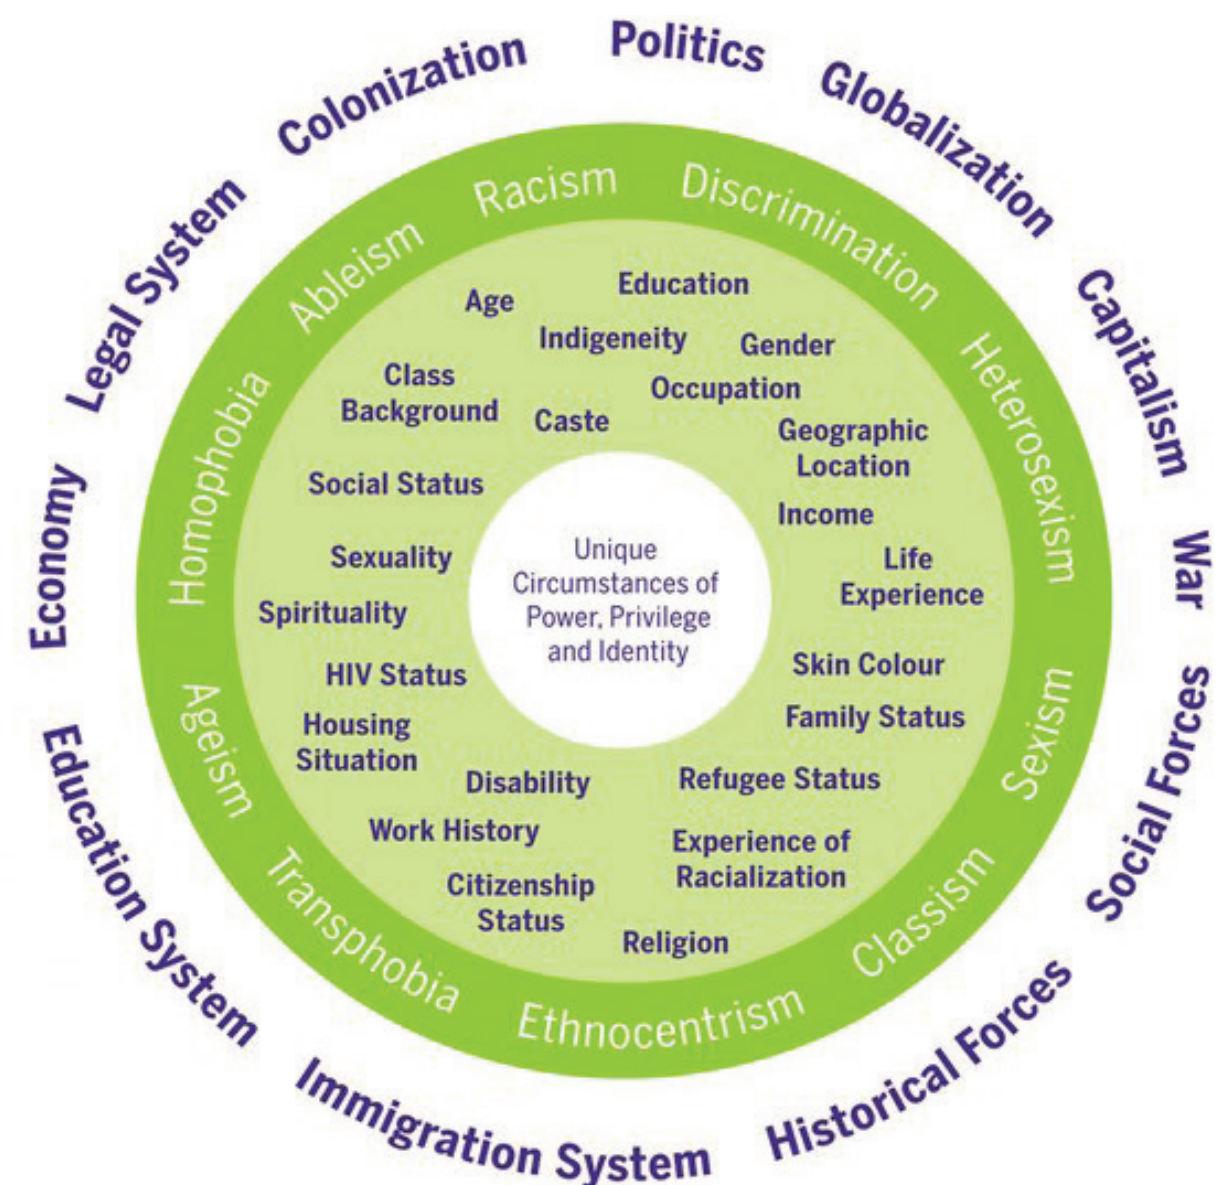 Politics
Globalization
Capitalism
War
Social Forces
Historical Forces
Immigration System
Education System
Economy
Legal System
Colonization
Racism
Discrimination
Heterosexism
Sexism
Classism
Ethnocentrism
Transphobia
Ageism
Homophobia
Ableism
Age
Education
Indigeneity
Gender
Class
Background
Occupation
Caste
Geographic
Location
Social Status
Income
Sexuality
Life
Experience
Spirituality
HIV Status
Skin Colour
Housing
Situation
Family Status
Disability
Refugee Status
Work History
Experience of
Racialization
Citizenship
Status
Religion
Unique
Circumstances of
Power, Privilege
and Identity